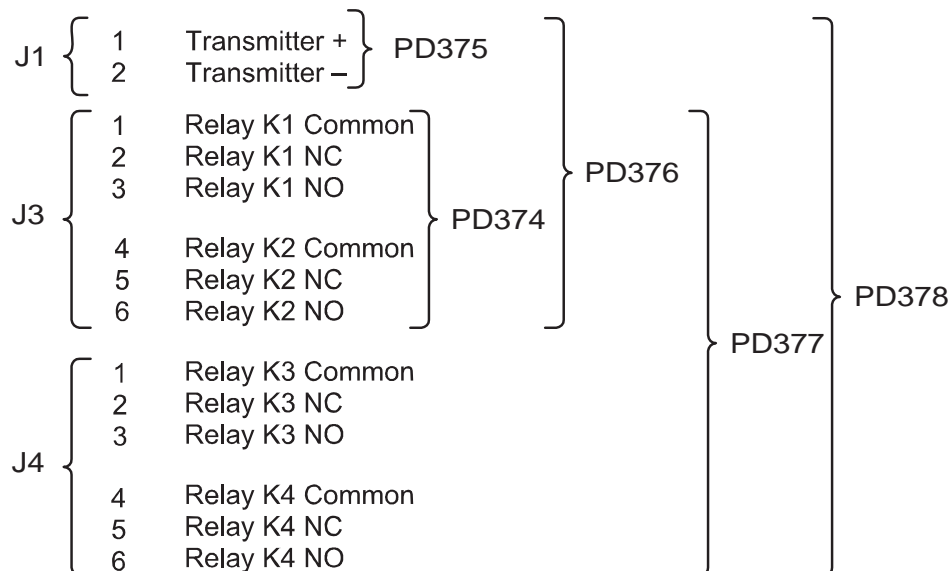 J1
1 Transmitter +
2 Transmitter –
PD375
J3
1 Relay K1 Common
2 Relay K1 NC
3 Relay K1 NO
4 Relay K2 Common
5 Relay K2 NC
6 Relay K2 NO
PD374
PD376
J4
1 Relay K3 Common
2 Relay K3 NC
3 Relay K3 NO
4 Relay K4 Common
5 Relay K4 NC
6 Relay K4 NO
PD377
PD378